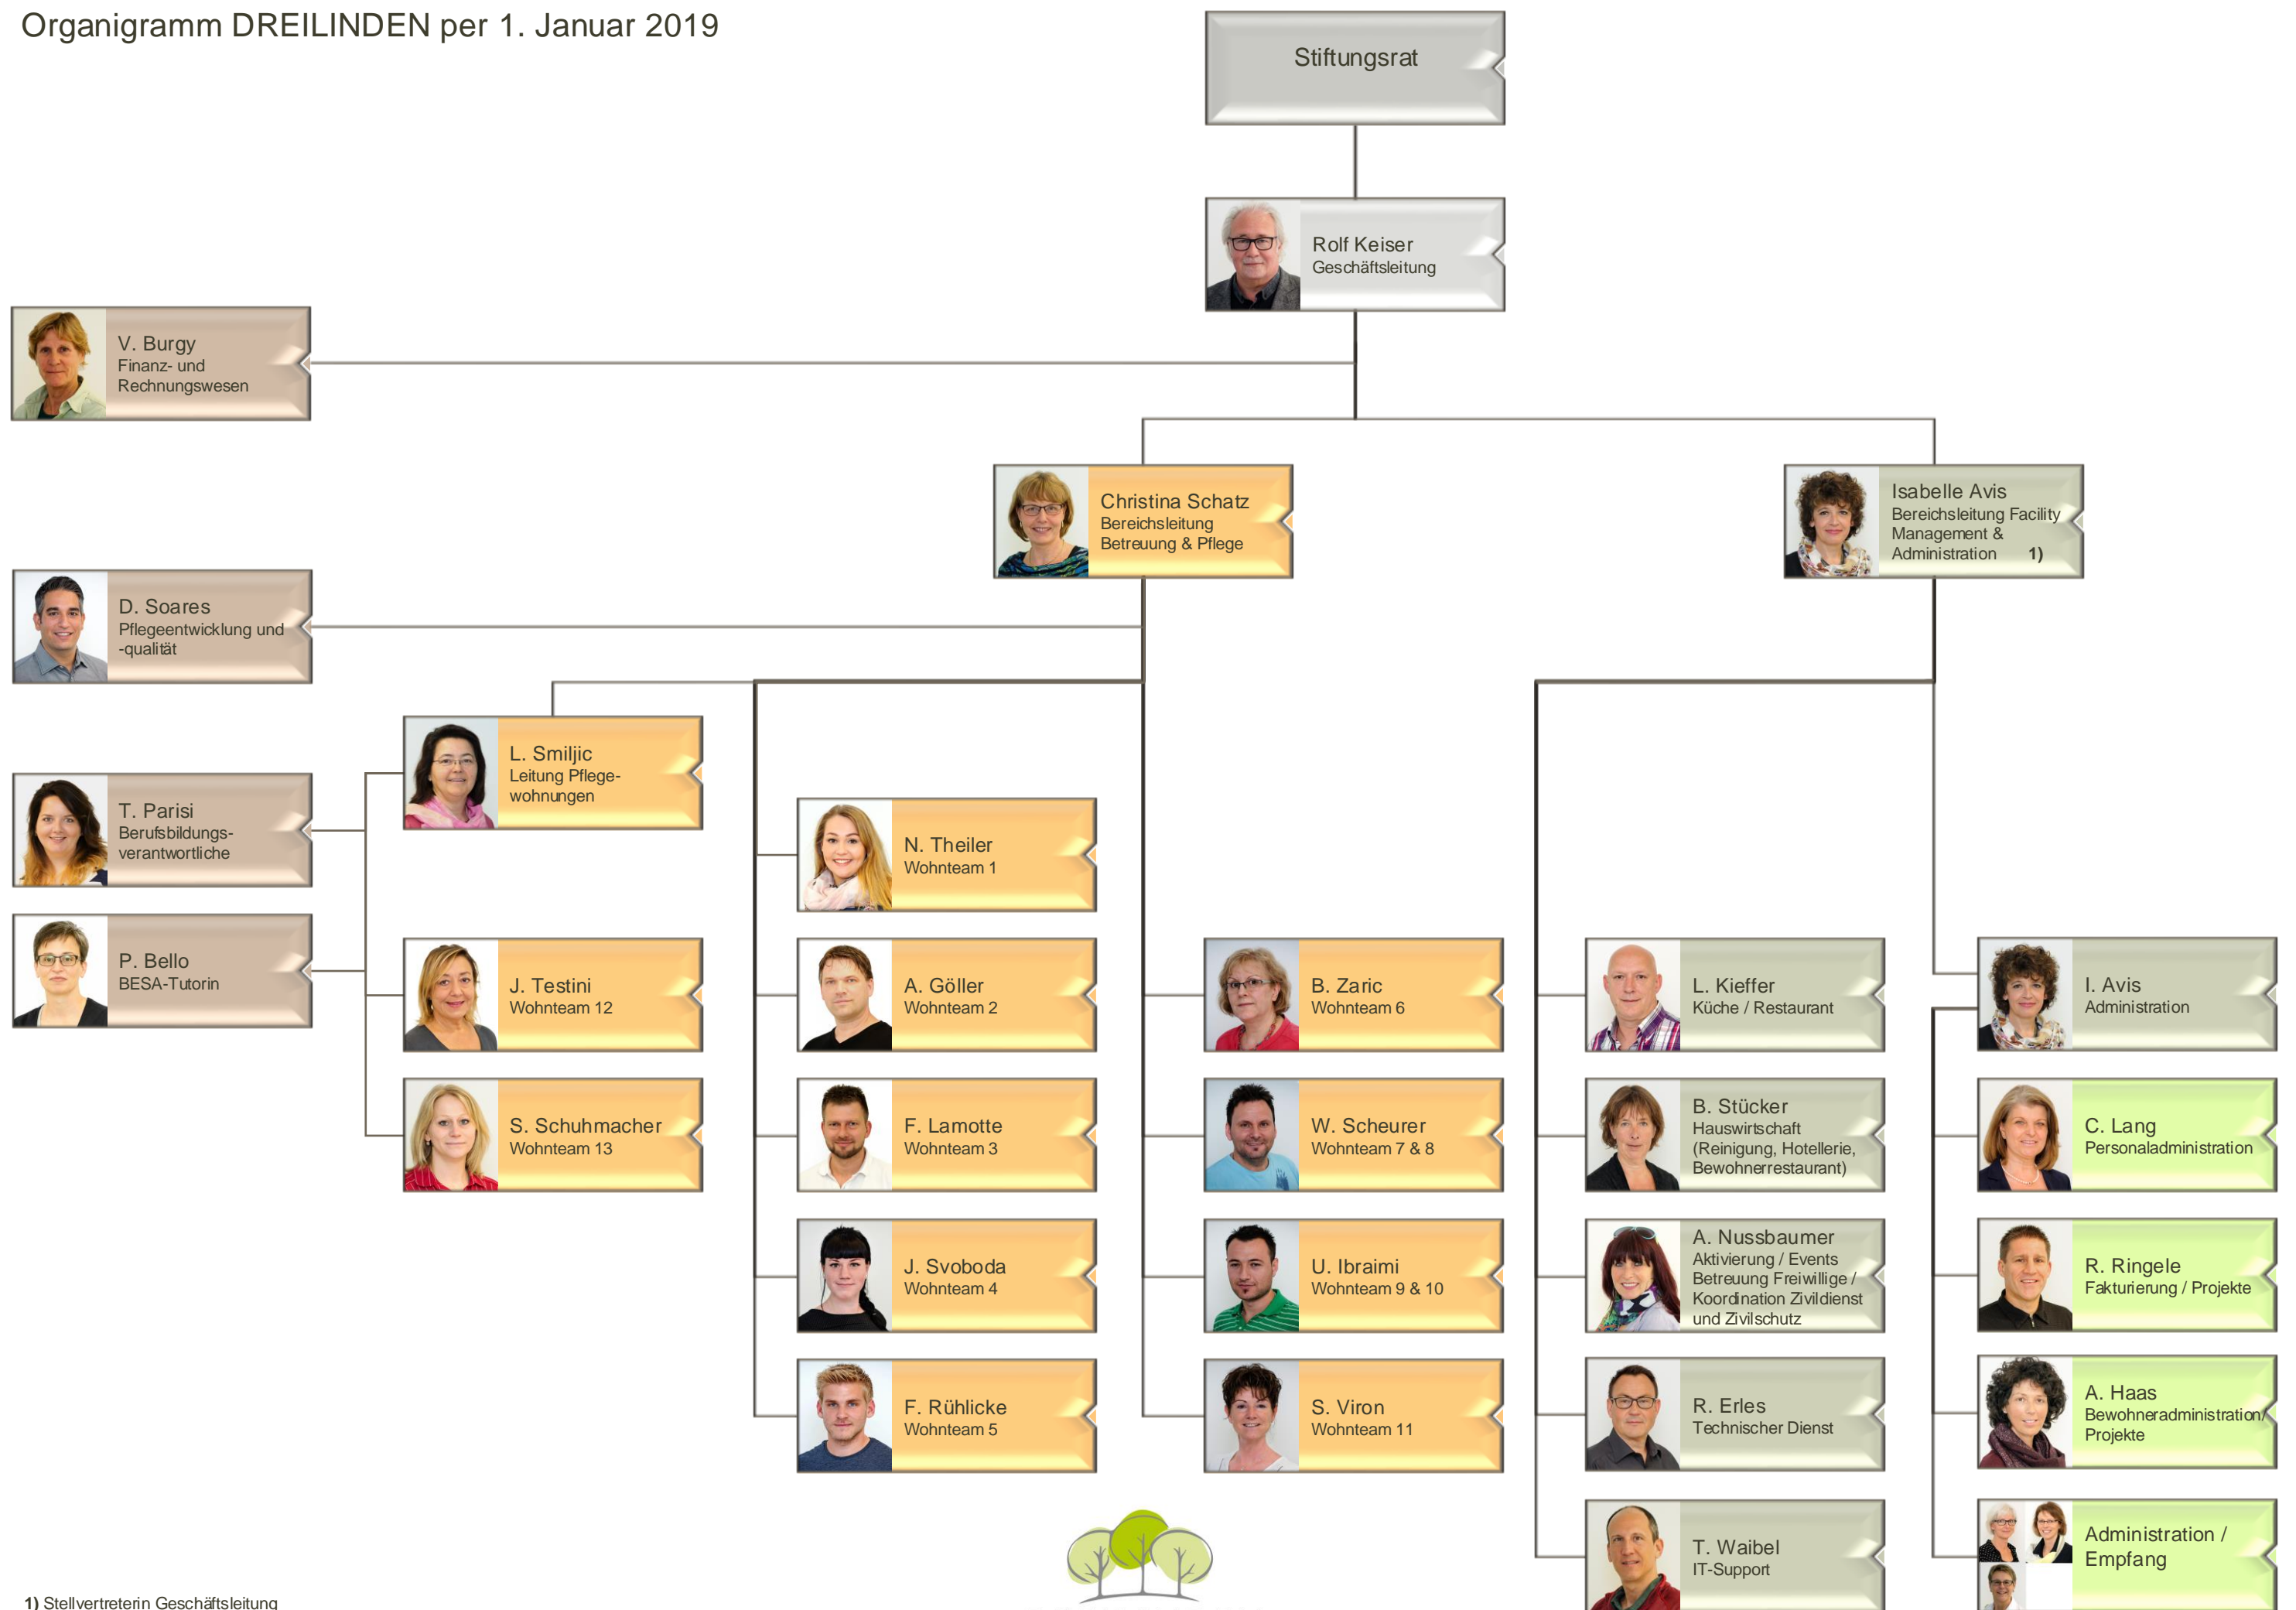 Organigramm DREILINDEN per 1. Januar 2019
Stiftungsrat
Rolf Keiser
Geschäftsleitung
V. Burgy
Finanz- und
Rechnungswesen
Christina Schatz
Bereichsleitung
Betreuung & Pflege
Isabelle Avis
Bereichsleitung Facility
Management &
Administration 1)
D. Soares
Pflegeentwicklung und
-qualität
L. Smiljic
Leitung Pflege-
wohnungen
T. Parisi
Berufsbildungs-
verantwortliche
N. Theiler
Wohnteam 1
P. Bello
BESA-Tutorin
J. Testini
Wohnteam 12
A. Göller
Wohnteam 2
B. Zaric
Wohnteam 6
L. Kieffer
Küche / Restaurant
I. Avis
Administration
S. Schuhmacher
Wohnteam 13
F. Lamotte
Wohnteam 3
W. Scheurer
Wohnteam 7 & 8
B. Stücker
Hauswirtschaft
(Reinigung, Hotellerie,
Bewohnerrestaurant)
C. Lang
Personaladministration
J. Svoboda
Wohnteam 4
U. Ibraimi
Wohnteam 9 & 10
A. Nussbaumer
Aktivierung / Events
Betreuung Freiwillige /
Koordination Zivildienst
und Zivilschutz
R. Ringele
Fakturierung / Projekte
F. Rühlicke
Wohnteam 5
S. Viron
Wohnteam 11
R. Erles
Technischer Dienst
A. Haas
Bewohneradministration/
Projekte
T. Waibel
IT-Support
Administration /
Empfang
1) Stellvertreterin Geschäftsleitung